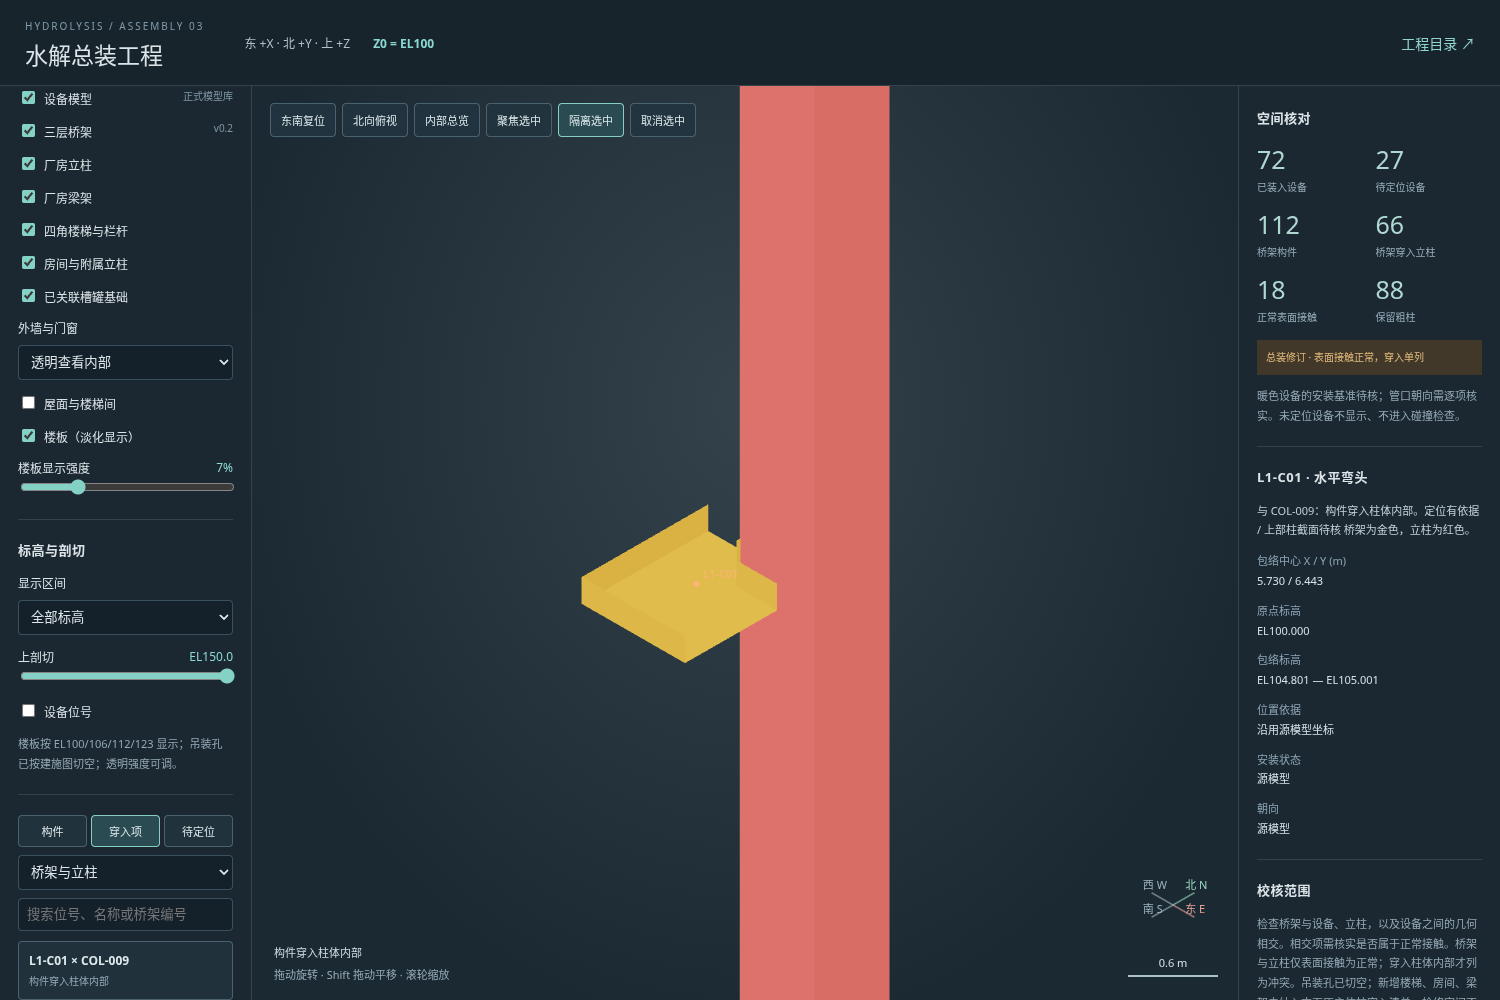 HYDROLYSIS / ASSEMBLY 03
水解总装工程
东 +X · 北 +Y · 上 +Z
Z0 = EL100
工程目录 ↗
设备模型
正式模型库
三层桥架
v0.2
厂房立柱
厂房梁架
四角楼梯与栏杆
房间与附属立柱
已关联槽罐基础
外墙与门窗
透明查看内部
屋面与楼梯间
楼板（淡化显示）
楼板显示强度
7%
标高与剖切
显示区间
全部标高
上剖切
EL150.0
设备位号
楼板按 EL100/106/112/123 显示；吊装孔
已按建施图切空；透明强度可调。
构件
穿入项
待定位
桥架与立柱
搜索位号、名称或桥架编号
L1-C01 × COL-009
构件穿入柱体内部
东南复位
北向俯视
内部总览
聚焦选中
隔离选中
取消选中
L1-C01
构件穿入柱体内部
拖动旋转 · Shift 拖动平移 · 滚轮缩放
西 W
北 N
南 S
东 E
0.6 m
空间核对
72
已装入设备
27
待定位设备
112
桥架构件
66
桥架穿入立柱
18
正常表面接触
88
保留粗柱
总装修订 · 表面接触正常，穿入单列
暖色设备的安装基准待核；管口朝向需逐项核
实。未定位设备不显示、不进入碰撞检查。
L1-C01 · 水平弯头
与 COL-009：构件穿入柱体内部。定位有依据
/ 上部柱截面待核 桥架为金色，立柱为红色。
包络中心 X / Y (m)
5.730 / 6.443
原点标高
EL100.000
包络标高
EL104.801 — EL105.001
位置依据
沿用源模型坐标
安装状态
源模型
朝向
源模型
校核范围
检查桥架与设备、立柱，以及设备之间的几何
相交。相交项需核实是否属于正常接触。桥架
与立柱仅表面接触为正常；穿入柱体内部才列
为冲突。吊装孔已切空；新增楼梯、房间、梁